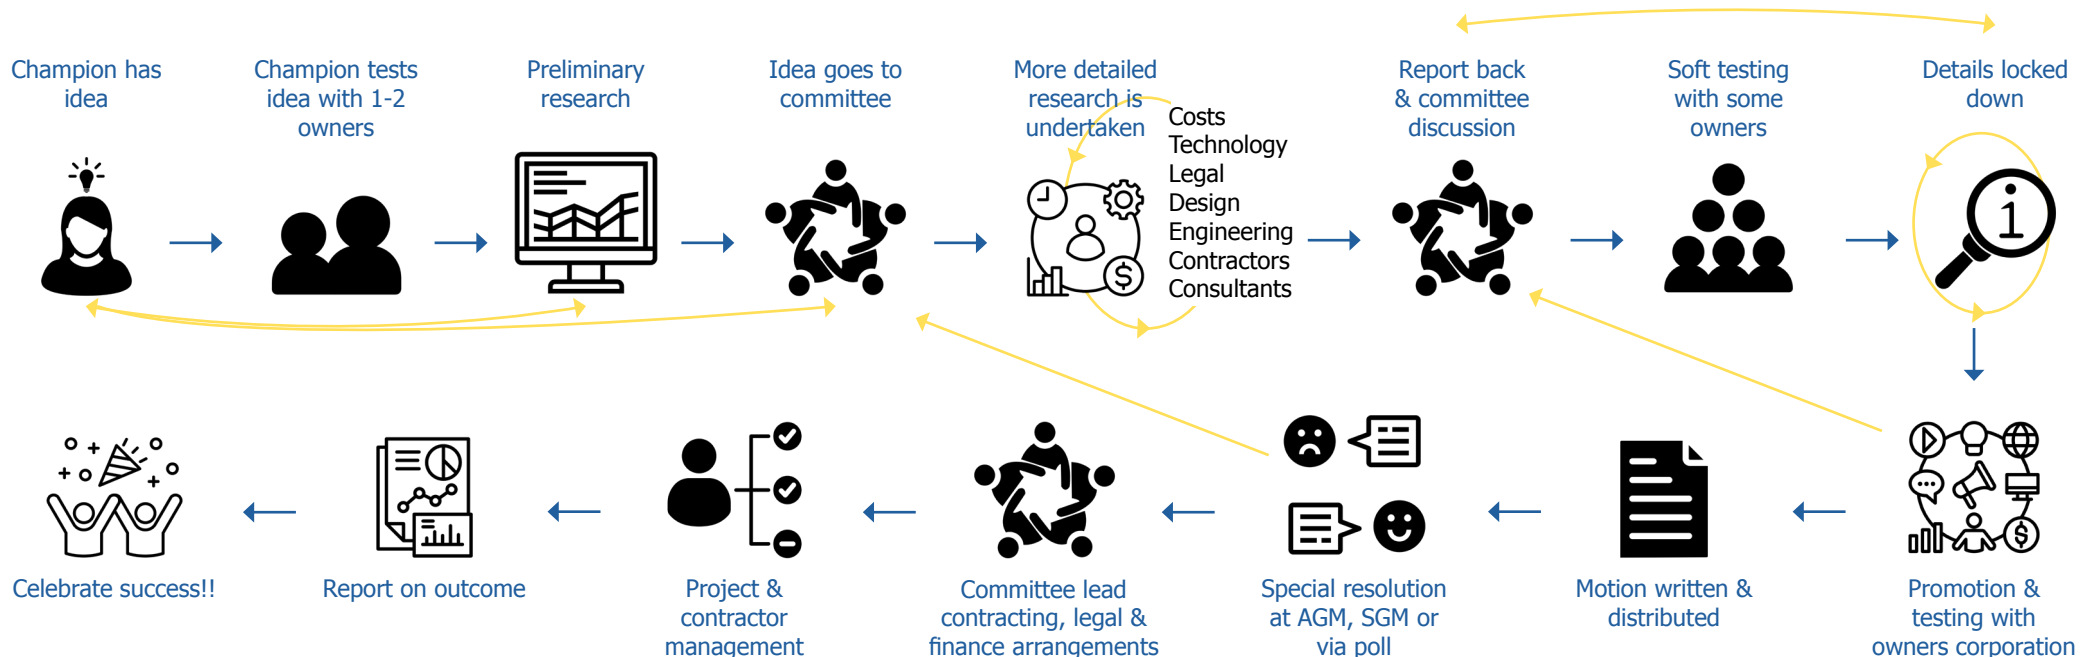 Champion has
idea
Champion tests
idea with 1-2
owners
Preliminary
research
Idea goes to
committee
More detailed
research is
undertaken
Costs
Technology
Legal
Design
Engineering
Contractors
Consultants
Report back
& committee
discussion
Soft testing
with some
owners
Details locked
down
i
$
Promotion &
testing with
owners corporation
$
Motion written &
distributed
Special resolution
at AGM, SGM or
via poll
Committee lead
contracting, legal &
finance arrangements
Project &
contractor
management
Report on outcome
Celebrate success!!